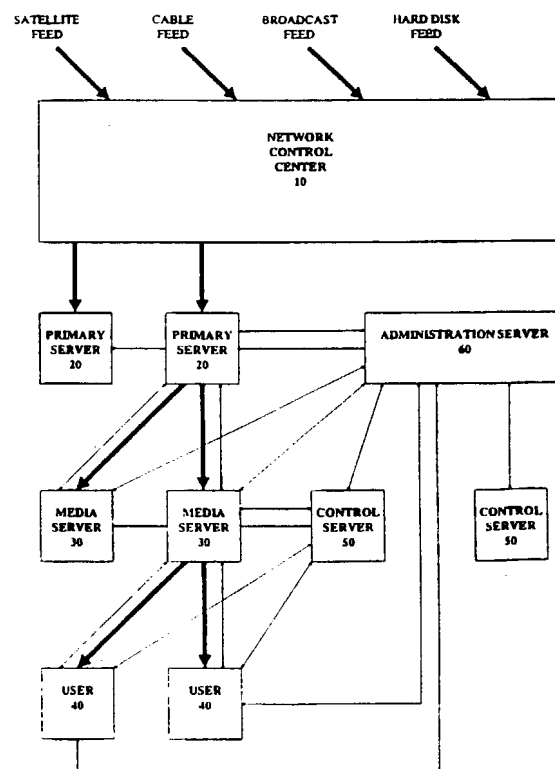 SATELLITE FEED
CABLE FEED
BROADCAST FEED
HARD DISK FEED
NETWORK
CONTROL
CENTER
10
PRIMARY
SERVER
20
PRIMARY
SERVER
20
ADMINISTRATION SERVER
60
MEDIA
SERVER
30
MEDIA
SERVER
30
CONTROL
SERVER
50
CONTROL
SERVER
50
USER
40
USER
40